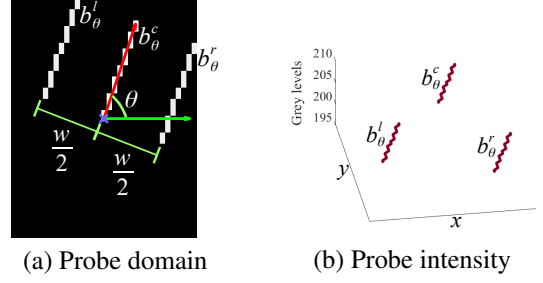 b_θ^l
b_θ^c
b_θ^r
θ
w/2
w/2
(a) Probe domain
Grey levels
210
205
200
195
b_θ^c
b_θ^l
b_θ^r
y
x
(b) Probe intensity